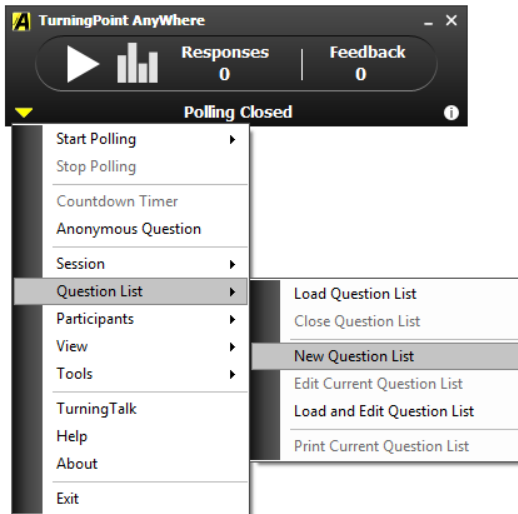 TurningPoint AnyWhere
Responses Feedback
0 0
Polling Closed
Start Polling
Stop Polling
Countdown Timer
Anonymous Question
Session
Question List
Participants
View
Tools
TurningTalk
Help
About
Exit
Load Question List
Close Question List
New Question List
Edit Current Question List
Load and Edit Question List
Print Current Question List